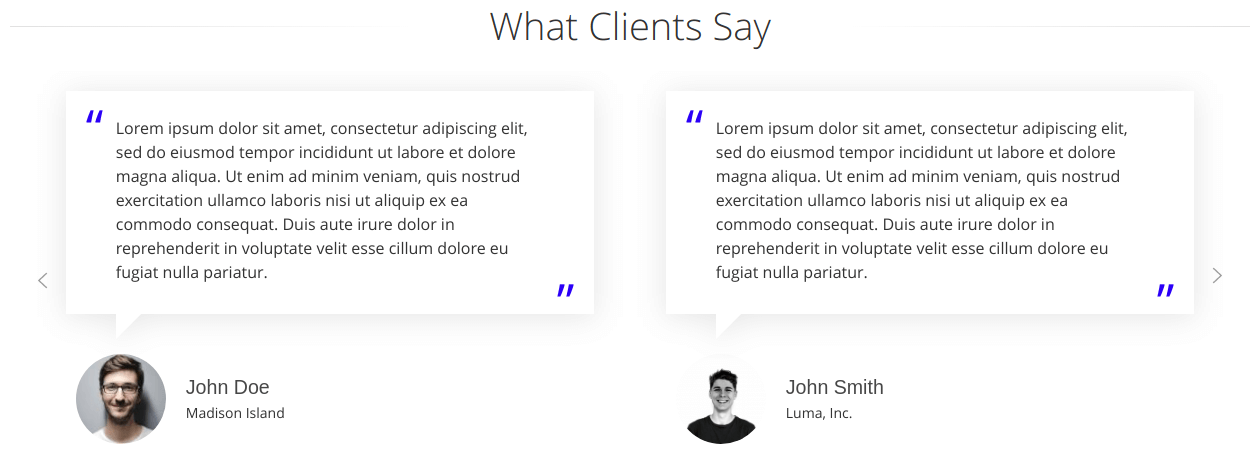 What Clients Say
“
Lorem ipsum dolor sit amet, consectetur adipiscing elit,
sed do eiusmod tempor incididunt ut labore et dolore
magna aliqua. Ut enim ad minim veniam, quis nostrud
exercitation ullamco laboris nisi ut aliquip ex ea
commodo consequat. Duis aute irure dolor in
reprehenderit in voluptate velit esse cillum dolore eu
fugiat nulla pariatur.
”
John Doe
Madison Island
“
Lorem ipsum dolor sit amet, consectetur adipiscing elit,
sed do eiusmod tempor incididunt ut labore et dolore
magna aliqua. Ut enim ad minim veniam, quis nostrud
exercitation ullamco laboris nisi ut aliquip ex ea
commodo consequat. Duis aute irure dolor in
reprehenderit in voluptate velit esse cillum dolore eu
fugiat nulla pariatur.
”
John Smith
Luma, Inc.